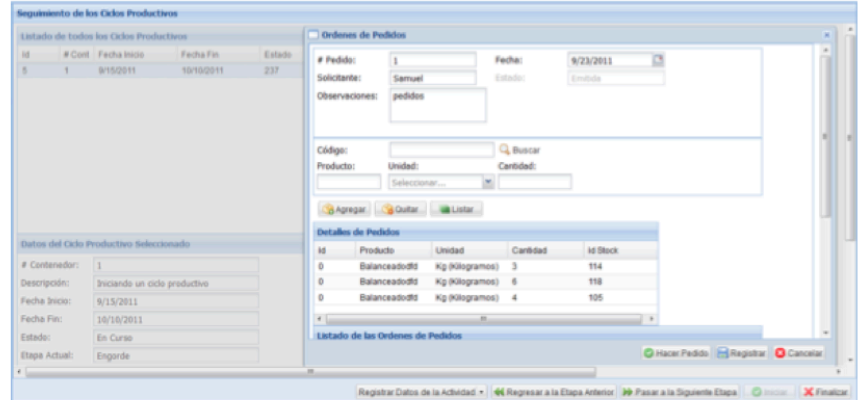 Seguimiento de los Ciclos Productivos
Listado de todos los Ciclos Productivos
Id # Cont Fecha Inicio Fecha Fin Estado
5 1 9/15/2011 10/10/2011 237
Datos del Ciclo Productivo Seleccionado
# Contenedor: 1
Descripción: Iniciando un ciclo productivo
Fecha Inicio: 9/15/2011
Fecha Fin: 10/10/2011
Estado: En Curso
Etapa Actual: Engorde
Ordenes de Pedidos
# Pedido: 1 Fecha: 9/23/2011
Solicitante: Samuel Estado: Emitida
Observaciones: pedidos
Código: Buscar
Producto: Unidad: Cantidad:
Seleccionar...
Agregar Quitar Listar
Detalles de Pedidos
Id Producto Unidad Cantidad Id Stock
0 Balanceadodfd Kg (Kilogramos) 3 114
0 Balanceadodfd Kg (Kilogramos) 6 118
0 Balanceadodfd Kg (Kilogramos) 4 105
Listado de las Ordenes de Pedidos
Hacer Pedido Registrar Cancelar
Registrar Datos de la Actividad Regresar a la Etapa Anterior Pasar a la Siguiente Etapa Iniciar Finalizar